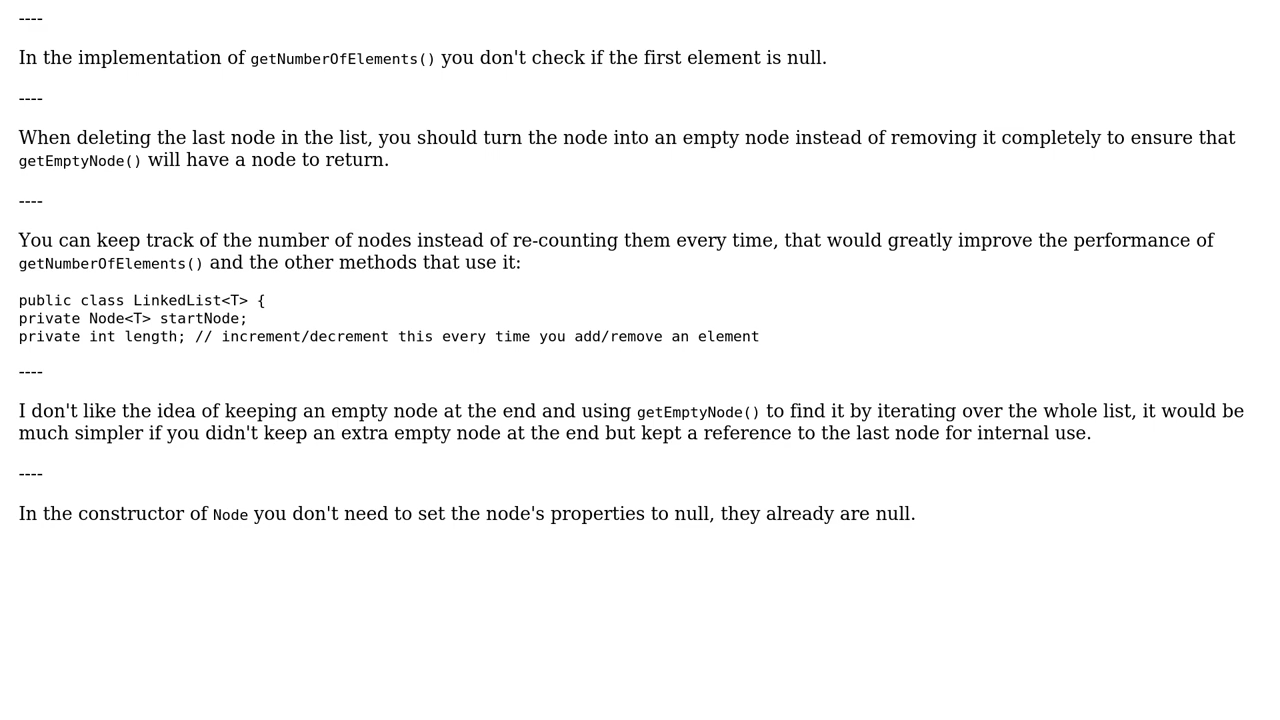 ----
In the implementation of getNumberOfElements() you don't check if the first element is null.
----
When deleting the last node in the list, you should turn the node into an empty node instead of removing it completely to ensure that
getEmptyNode() will have a node to return.
----
You can keep track of the number of nodes instead of re-counting them every time, that would greatly improve the performance of
getNumberOfElements() and the other methods that use it:
public class LinkedList<T> {
private Node<T> startNode;
private int length; // increment/decrement this every time you add/remove an element
----
I don't like the idea of keeping an empty node at the end and using getEmptyNode() to find it by iterating over the whole list, it would be
much simpler if you didn't keep an extra empty node at the end but kept a reference to the last node for internal use.
----
In the constructor of Node you don't need to set the node's properties to null, they already are null.